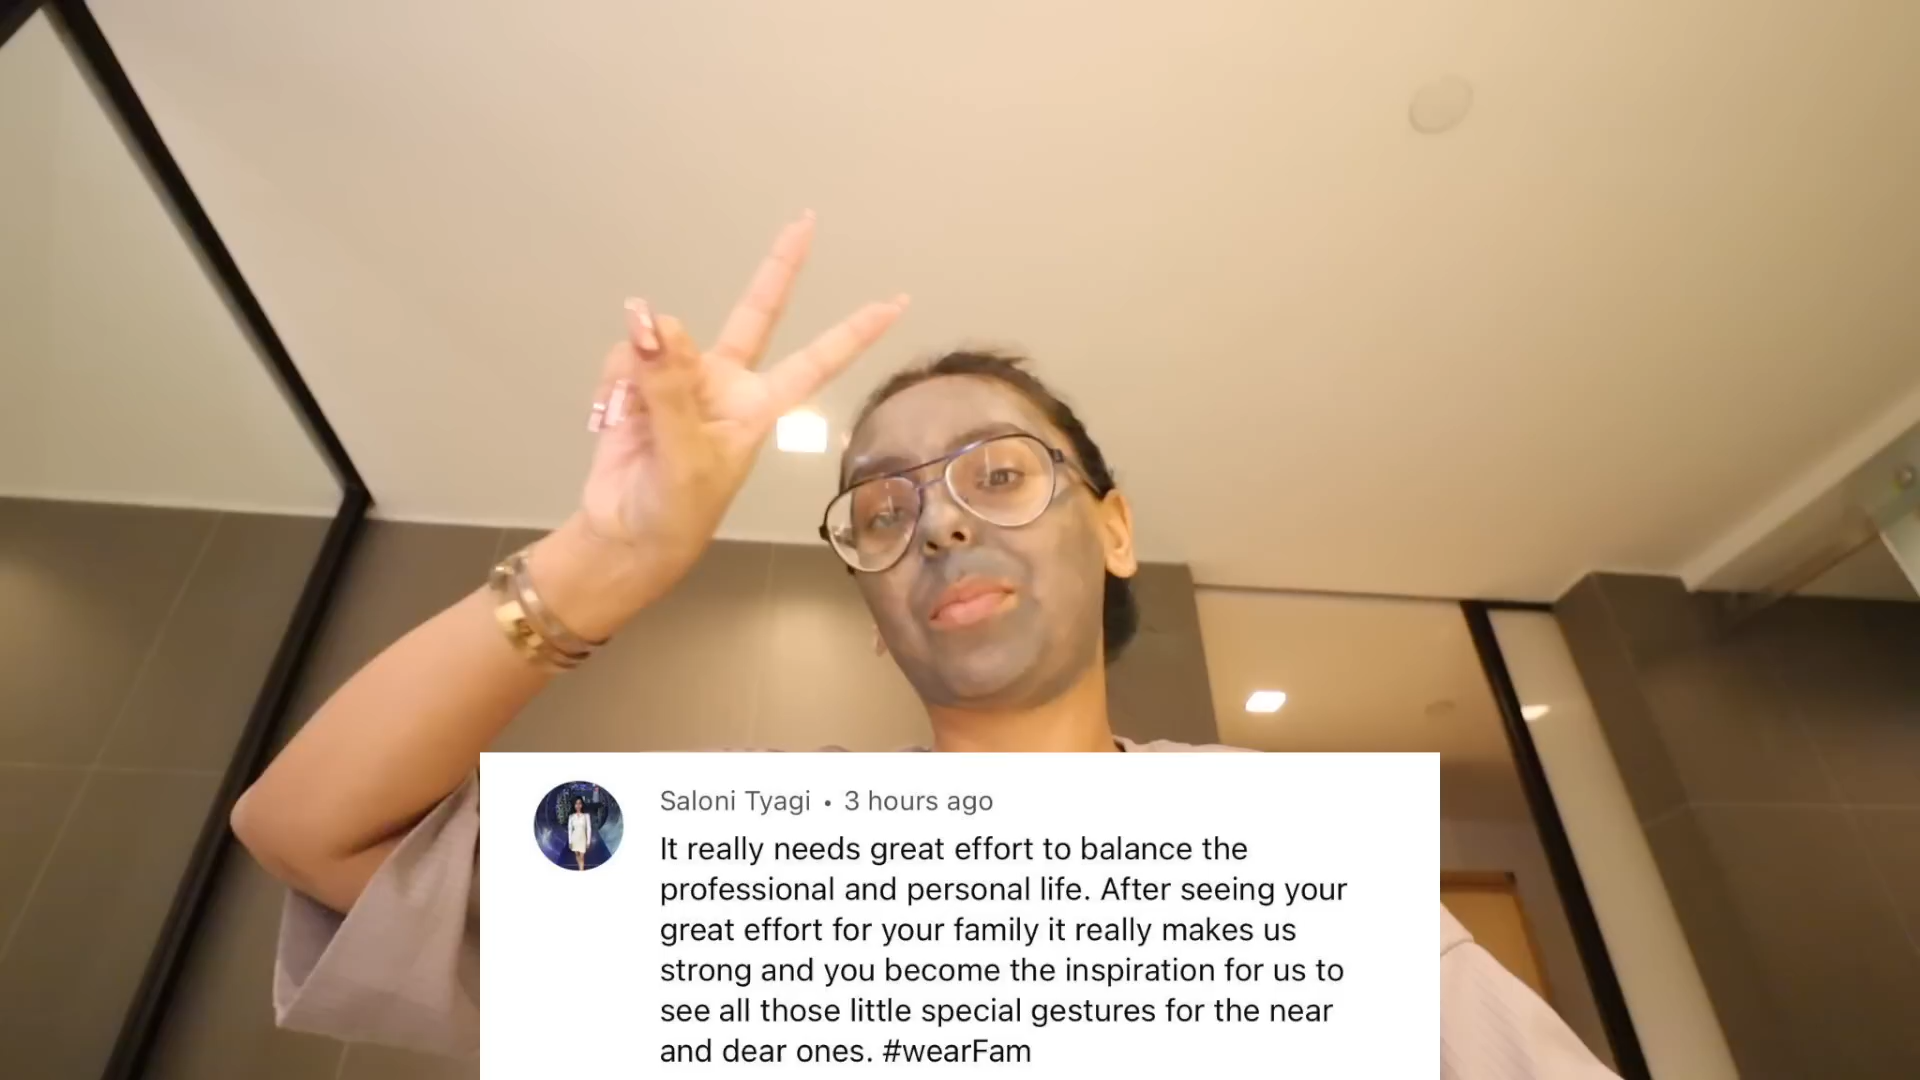 Saloni Tyagi • 3 hours ago
It really needs great effort to balance the
professional and personal life. After seeing your
great effort for your family it really makes us
strong and you become the inspiration for us to
see all those little special gestures for the near
and dear ones. #wearFam